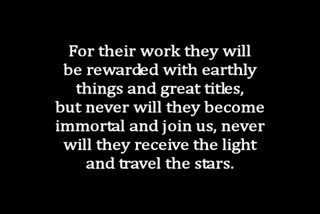 For their work they will
be rewarded with earthly
things and great titles,
but never will they become
immortal and join us, never
will they receive the light
and travel the stars.